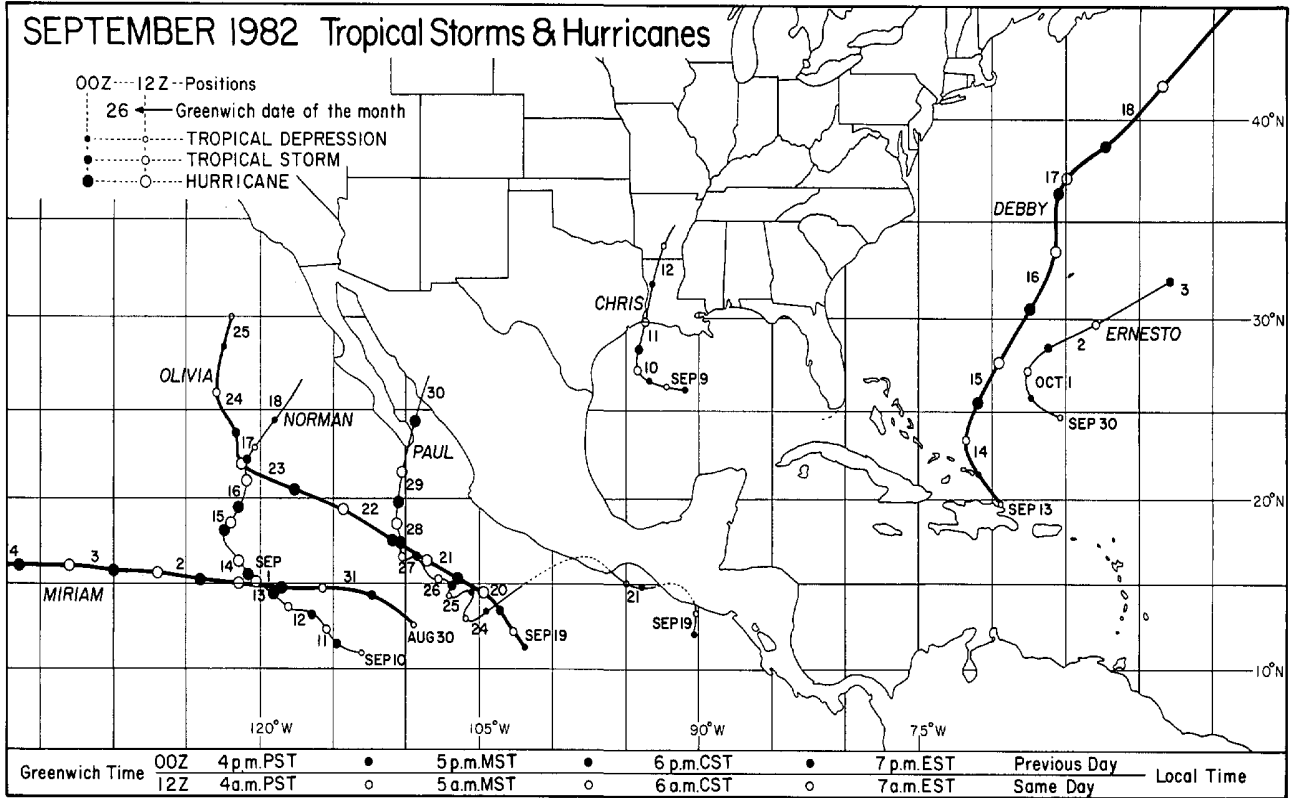 SEPTEMBER 1982 Tropical Storms & Hurricanes
00Z----12Z--Positions
26 Greenwich date of the month
TROPICAL DEPRESSION
TROPICAL STORM
HURRICANE
40°N
30°N
20°N
10°N
18
17
DEBBY
16
15
14
SEP 13
3
ERNESTO
2
OCT 1
SEP 30
12
CHRIS
11
10
SEP 9
25
OLIVIA
24
18
NORMAN
17
23
16
22
15
14
SEP
1
13
12
11
SEP 10
30
PAUL
29
28
27
21
26
25
20
24
SEP 19
21
SEP 19
4
3
2
31
MIRIAM
AUG 30
120°W
105°W
90°W
75°W
Greenwich Time 00Z 4 p.m. PST 5 p.m. MST 6 p.m. CST 7 p.m. EST Previous Day Local Time
12Z 4 a.m. PST 5 a.m. MST 6 a.m. CST 7 a.m. EST Same Day